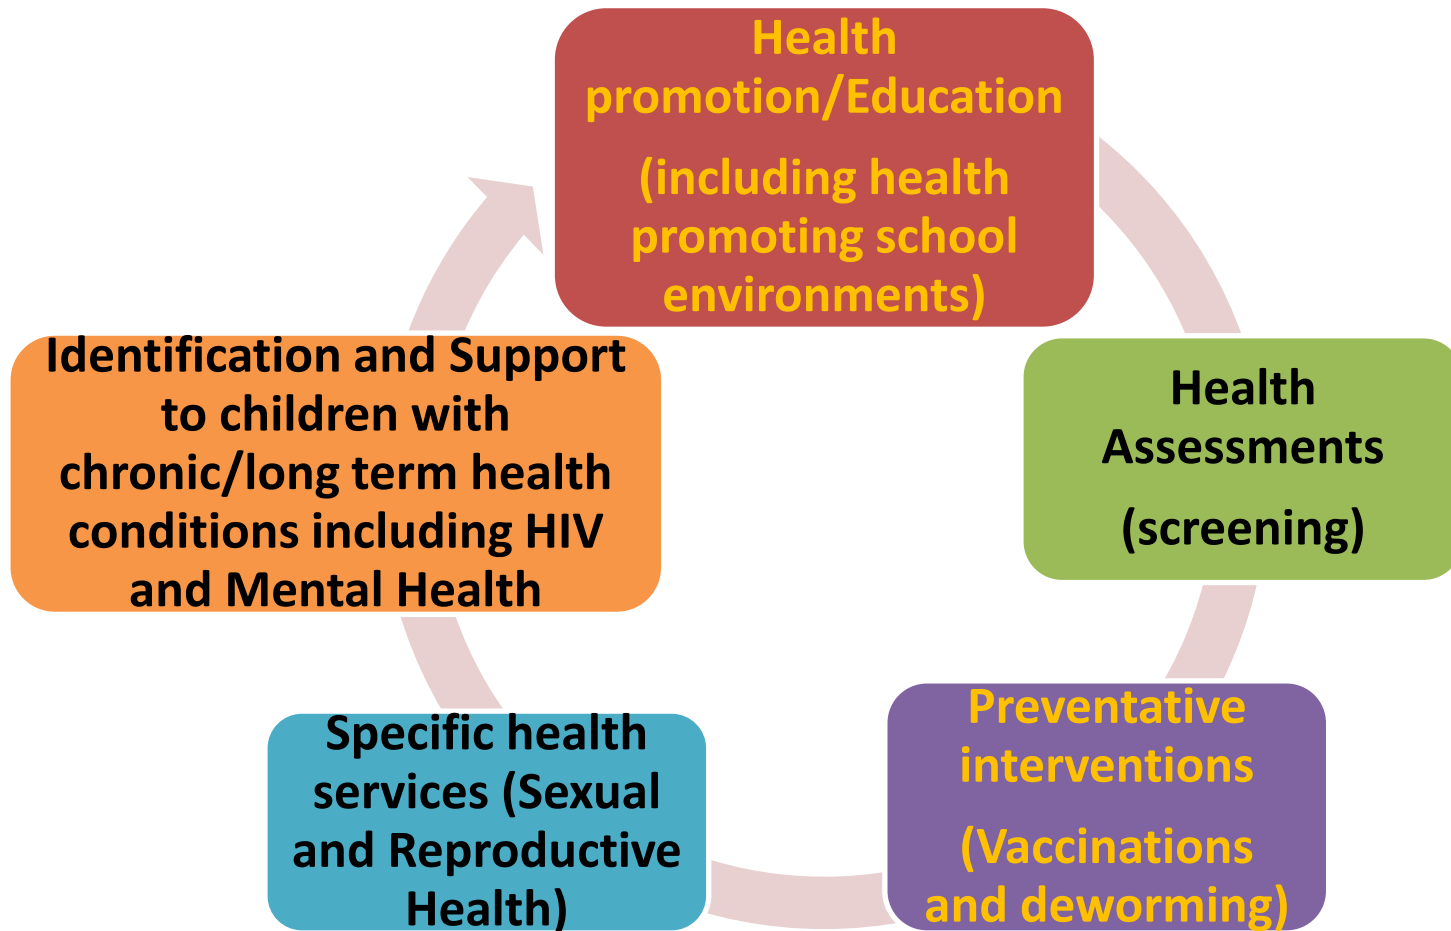 Health
promotion/Education
(including health
promoting school
environments)
Health
Assessments
(screening)
Preventative
interventions
(Vaccinations
and deworming)
Specific health
services (Sexual
and Reproductive
Health)
Identification and Support
to children with
chronic/long term health
conditions including HIV
and Mental Health